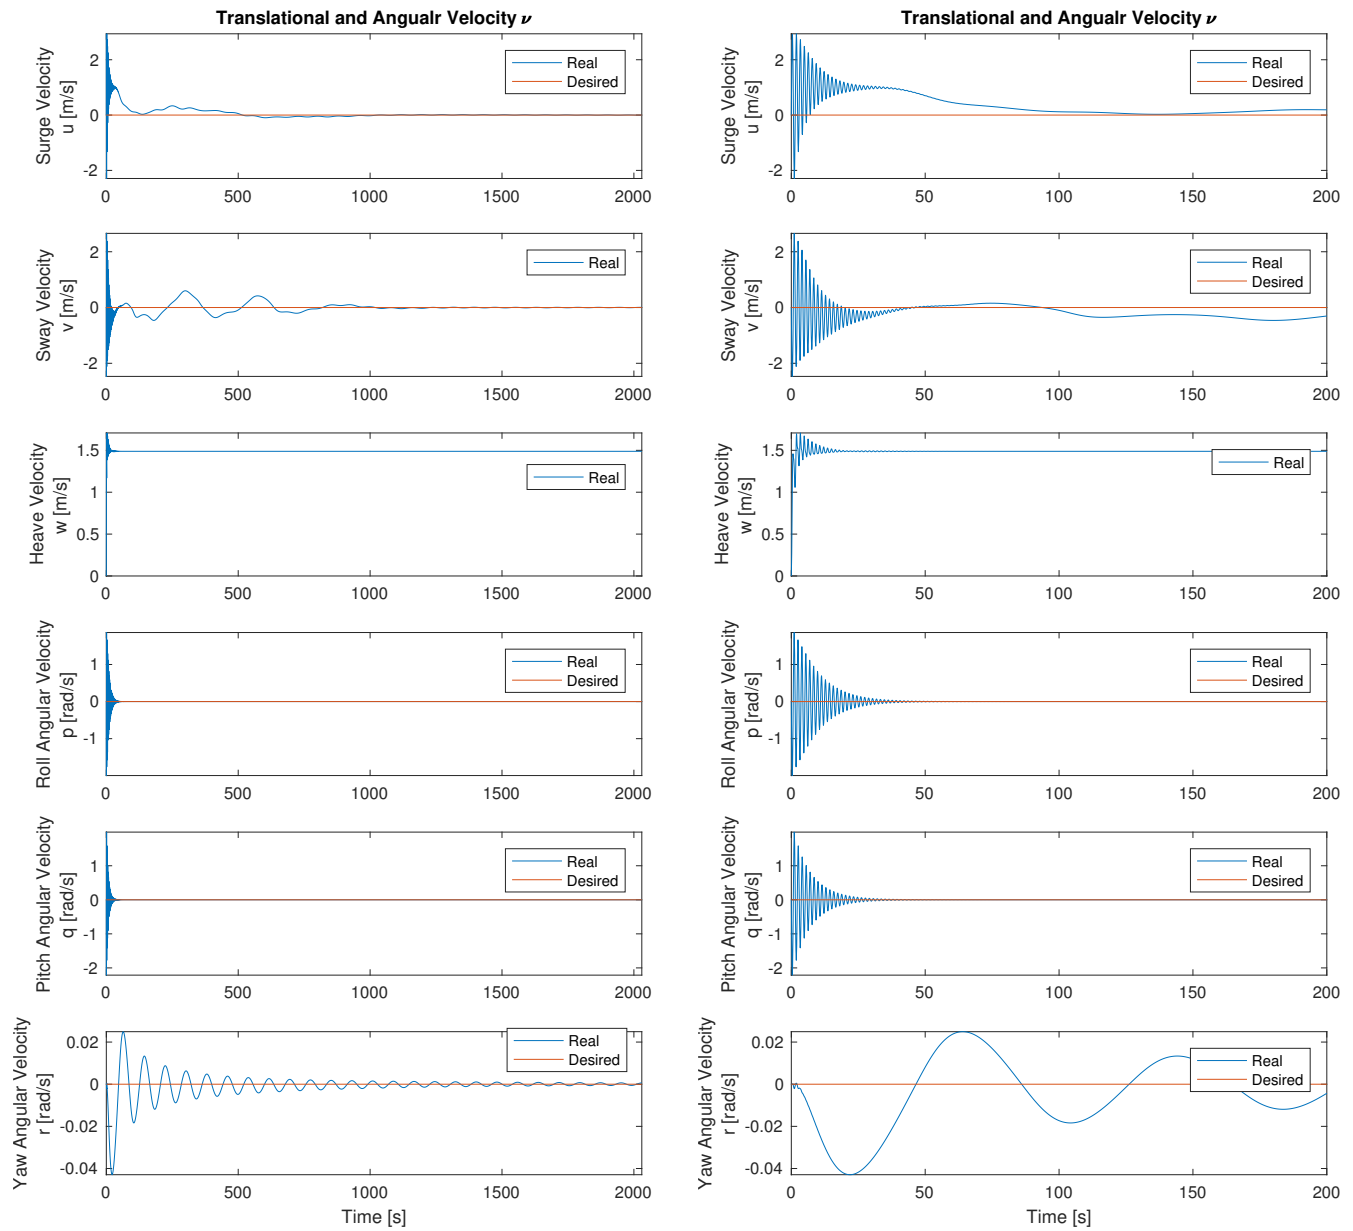 Translational and Angualr Velocity ν
Surge Velocity
u [m/s]
2
0
-2
Real
Desired
0 500 1000 1500 2000
Sway Velocity
v [m/s]
2
0
-2
Real
0 500 1000 1500 2000
Heave Velocity
w [m/s]
1.5
1
0.5
0
Real
0 500 1000 1500 2000
Roll Angular Velocity
p [rad/s]
1
0
-1
Real
Desired
0 500 1000 1500 2000
Pitch Angular Velocity
q [rad/s]
1
0
-1
-2
Real
Desired
0 500 1000 1500 2000
Yaw Angular Velocity
r [rad/s]
0.02
0
-0.02
-0.04
Real
Desired
0 500 1000 1500 2000
Time [s]
Translational and Angualr Velocity ν
Surge Velocity
u [m/s]
2
0
-2
Real
Desired
0 50 100 150 200
Sway Velocity
v [m/s]
2
0
-2
Real
Desired
0 50 100 150 200
Heave Velocity
w [m/s]
1.5
1
0.5
0
Real
0 50 100 150 200
Roll Angular Velocity
p [rad/s]
1
0
-1
Real
Desired
0 50 100 150 200
Pitch Angular Velocity
q [rad/s]
1
0
-1
-2
Real
Desired
0 50 100 150 200
Yaw Angular Velocity
r [rad/s]
0.02
0
-0.02
-0.04
Real
Desired
0 50 100 150 200
Time [s]